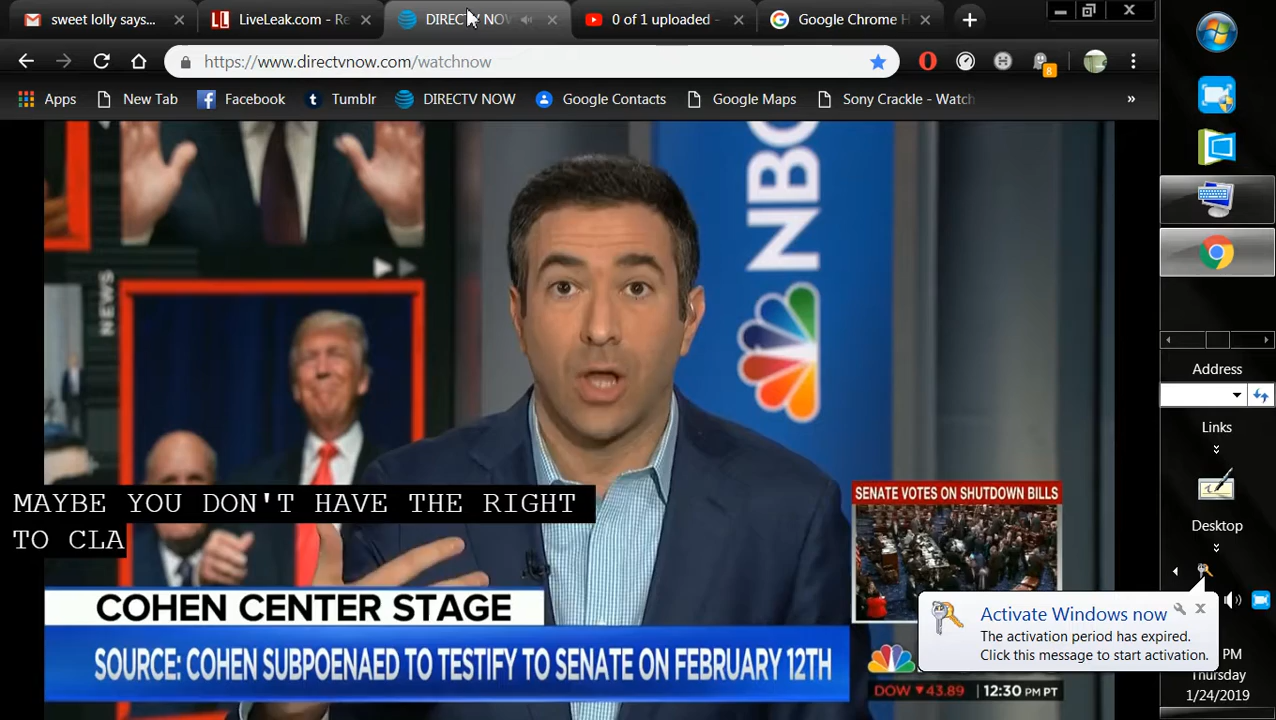 sweet lolly says...
LiveLeak.com - Re
DIRECTV NOW
0 of 1 uploaded -
Google Chrome H
https://www.directvnow.com/watchnow
8
Apps
New Tab
Facebook
Tumblr
DIRECTV NOW
Google Contacts
Google Maps
Sony Crackle - Watch
»
NEWS
NBC
MAYBE YOU DON'T HAVE THE RIGHT
TO CLA
COHEN CENTER STAGE
SOURCE: COHEN SUBPOENAED TO TESTIFY TO SENATE ON FEBRUARY 12TH
SENATE VOTES ON SHUTDOWN BILLS
DOW ▼43.89 12:30 PM PT
Address
Links
Desktop
Activate Windows now
The activation period has expired.
Click this message to start activation.
PM
Thursday
1/24/2019